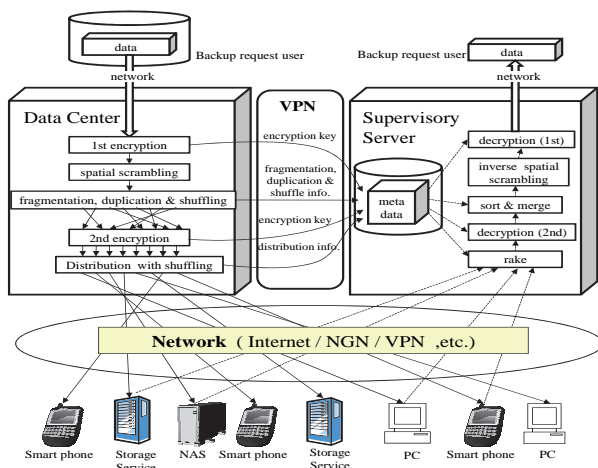 data
Backup request user
network
Data Center
1st encryption
spatial scrambling
fragmentation, duplication & shuffling
2nd encryption
Distribution with shuffling
VPN
encryption key
fragmentation,
duplication &
shuffle info.
encryption key
distribution info.
Backup request user
data
network
Supervisory
Server
meta
data
decryption (1st)
inverse spatial
scrambling
sort & merge
decryption (2nd)
rake
Network ( Internet / NGN / VPN ,etc.)
Smart phone
Storage
Service
NAS
Smart phone
Storage
Service
PC
Smart phone
PC